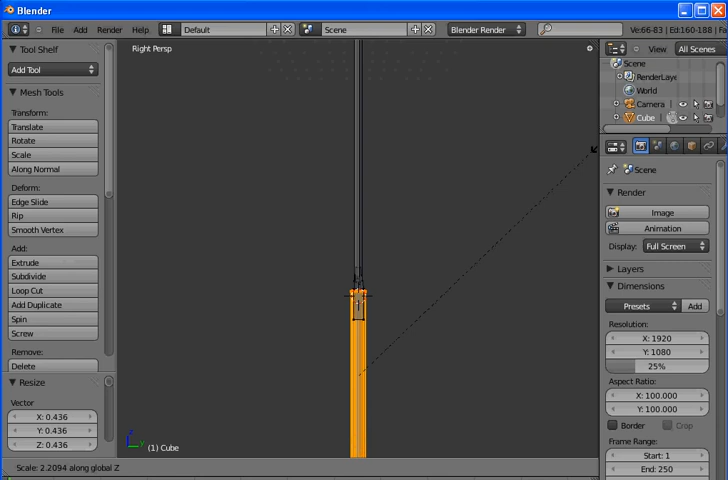 Blender
File Add Render Help Default Scene Blender Render Ve:66-83 | Ed:160-188 | Fa
Tool Shelf
Add Tool
Mesh Tools
Transform:
Translate
Rotate
Scale
Along Normal
Deform:
Edge Slide
Rip
Smooth Vertex
Add:
Extrude
Subdivide
Loop Cut
Add Duplicate
Spin
Screw
Remove:
Delete
Resize
Vector
X: 0.436
Y: 0.436
Z: 0.436
Right Persp
z
y
(1) Cube
Scale: 2.2094 along global Z
View All Scenes
Scene
RenderLaye
World
Camera
Cube
Scene
Render
Image
Animation
Display: Full Screen
Layers
Dimensions
Presets Add
Resolution:
X: 1920
Y: 1080
25%
Aspect Ratio:
X: 100.000
Y: 100.000
Border Crop
Frame Range:
Start: 1
End: 250